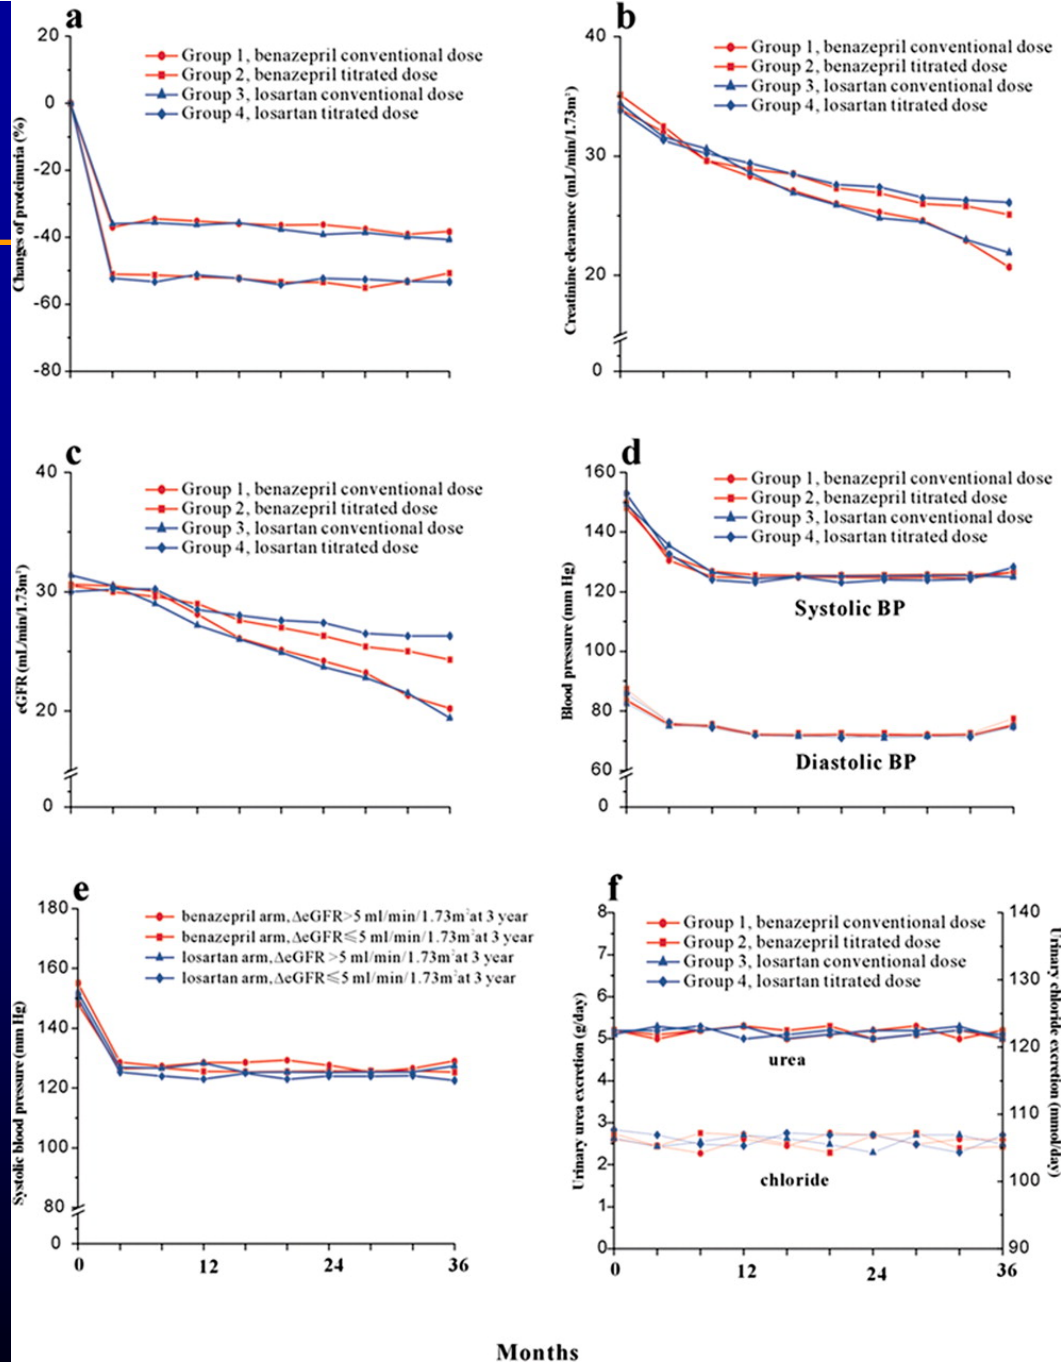 a
20
0
-20
-40
-60
-80
Changes of proteinuria (%)
Group 1, benazepril conventional dose
Group 2, benazepril titrated dose
Group 3, losartan conventional dose
Group 4, losartan titrated dose
b
40
30
20
0
Creatinine clearance (mL/min/1.73m²)
Group 1, benazepril conventional dose
Group 2, benazepril titrated dose
Group 3, losartan conventional dose
Group 4, losartan titrated dose
c
40
30
20
0
eGFR (mL/min/1.73m²)
Group 1, benazepril conventional dose
Group 2, benazepril titrated dose
Group 3, losartan conventional dose
Group 4, losartan titrated dose
d
160
140
120
100
80
60
0
Blood pressure (mm Hg)
Group 1, benazepril conventional dose
Group 2, benazepril titrated dose
Group 3, losartan conventional dose
Group 4, losartan titrated dose
Systolic BP
Diastolic BP
e
180
160
140
120
100
80
0
Systolic blood pressure (mm Hg)
benazepril arm,ΔeGFR>5 ml/min/1.73m²at 3 year
benazepril arm,ΔeGFR≤5 ml/min/1.73m²at 3 year
losartan arm,ΔeGFR>5 ml/min/1.73m²at 3 year
losartan arm,ΔeGFR≤5 ml/min/1.73m²at 3 year
0
12
24
36
f
8
7
6
5
4
3
2
1
0
Urinary urea excretion (g/day)
Group 1, benazepril conventional dose
Group 2, benazepril titrated dose
Group 3, losartan conventional dose
Group 4, losartan titrated dose
urea
chloride
140
130
120
110
100
90
Urinary chloride excretion (mmol/day)
0
12
24
36
Months